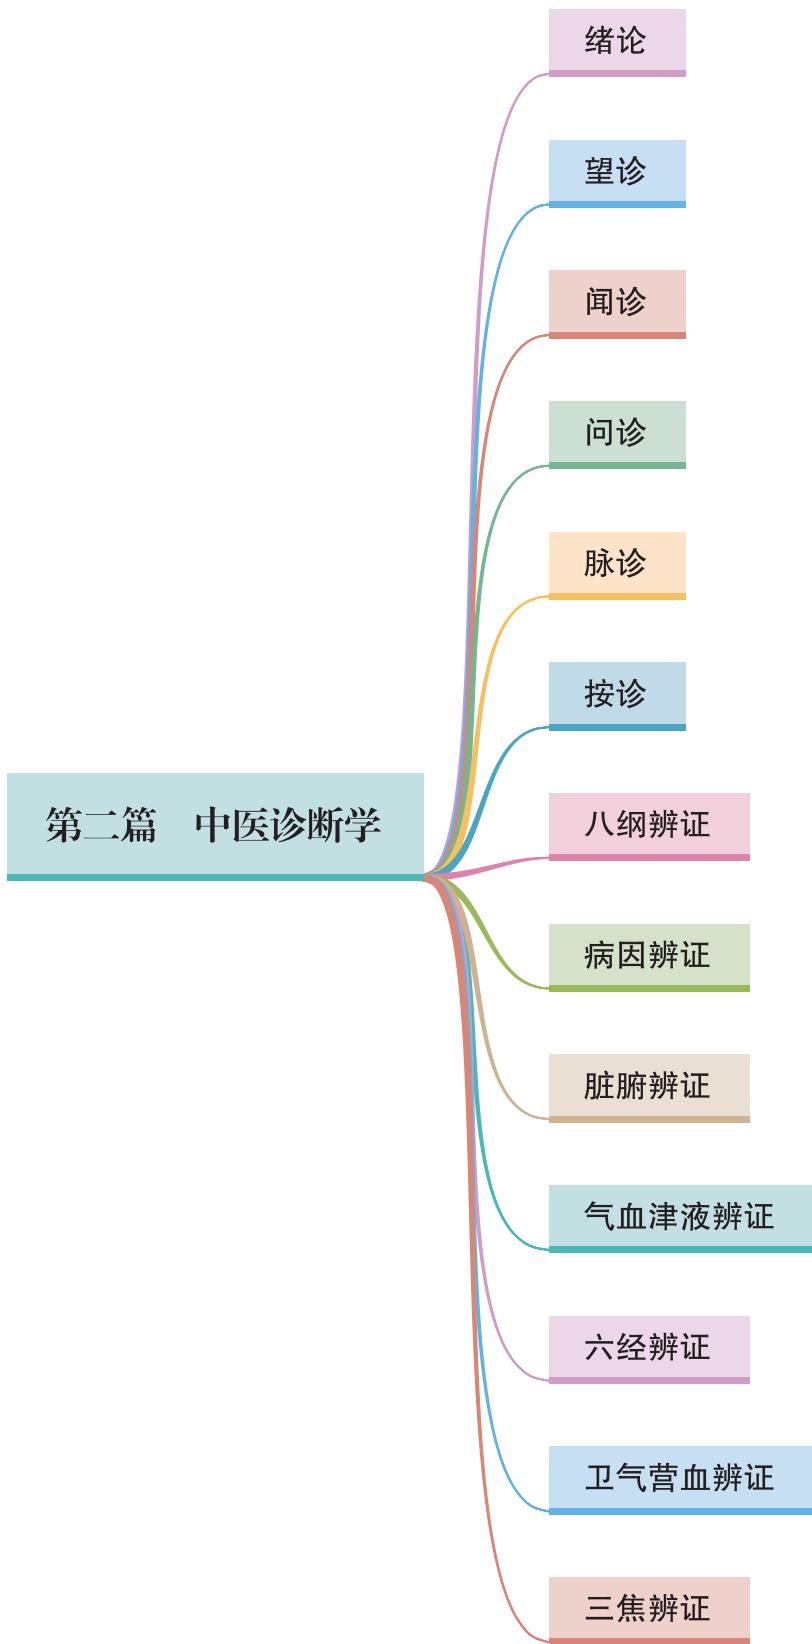 绪论
望诊
闻诊
问诊
脉诊
按诊
第二篇　中医诊断学
八纲辨证
病因辨证
脏腑辨证
气血津液辨证
六经辨证
卫气营血辨证
三焦辨证